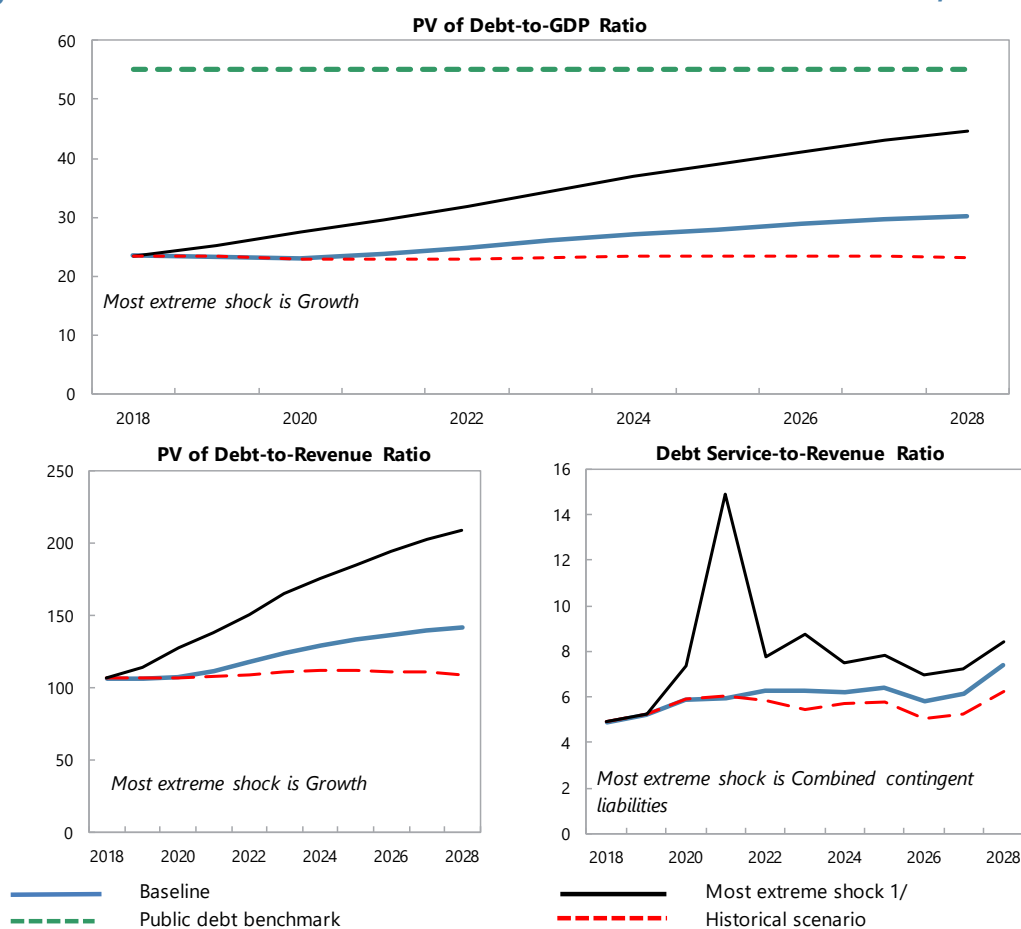 PV of Debt-to-GDP Ratio
60
50
40
30
20
10
0
Most extreme shock is Growth
2018 2020 2022 2024 2026 2028
PV of Debt-to-Revenue Ratio
250
200
150
100
50
0
Most extreme shock is Growth
2018 2020 2022 2024 2026 2028
Debt Service-to-Revenue Ratio
16
14
12
10
8
6
4
2
0
Most extreme shock is Combined contingent
liabilities
2018 2020 2022 2024 2026 2028
Baseline
Public debt benchmark
Most extreme shock 1/
Historical scenario